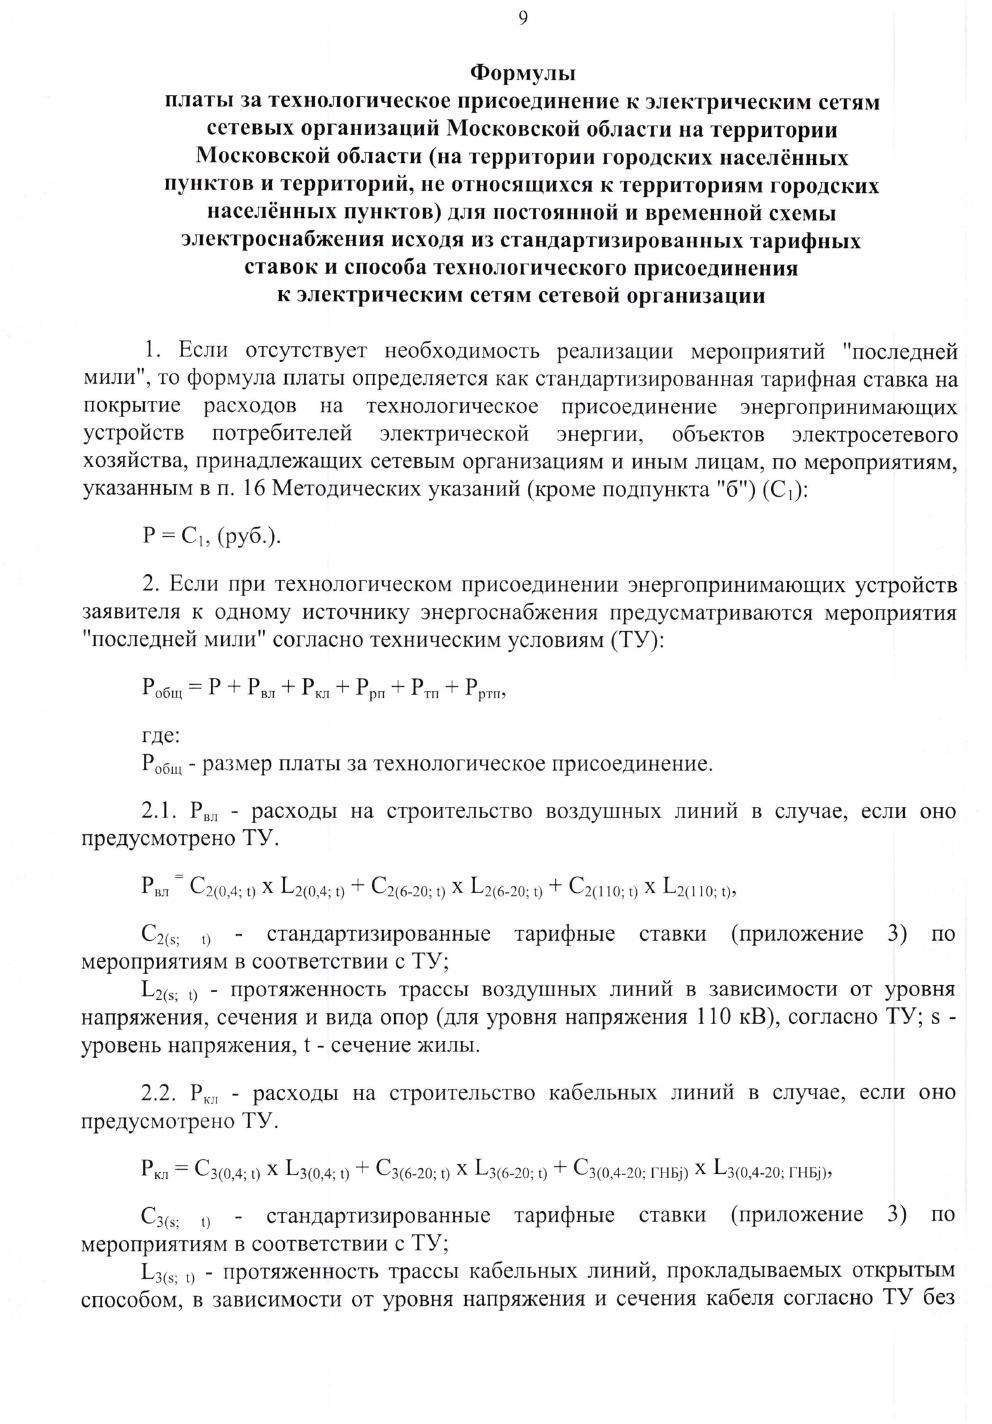 9
Формулы
платы за технологическое присоединение к электрическим сетям
сетевых организаций Московской области на территории
Московской области (на территории городских населённых
пунктов и территорий, не относящихся к территориям городских
населённых пунктов) для постоянной и временной схемы
электроснабжения исходя из стандартизированных тарифных
ставок и способа технологического присоединения
к электрическим сетям сетевой организации
1. Если отсутствует необходимость реализации мероприятий "последней
мили", то формула платы определяется как стандартизированная тарифная ставка на
покрытие расходов на технологическое присоединение энергопринимающих
устройств потребителей электрической энергии, объектов электросетевого
хозяйства, принадлежащих сетевым организациям и иным лицам, по мероприятиям,
указанным в п. 16 Методических указаний (кроме подпункта "б") (С1):
Р = С1, (руб.).
2. Если при технологическом присоединении энергопринимающих устройств
заявителя к одному источнику энергоснабжения предусматриваются мероприятия
"последней мили" согласно техническим условиям (ТУ):
Робщ = Р + Рвл + Ркл + Ррп + Ртп + Рртп,
где:
Робщ - размер платы за технологическое присоединение.
2.1. Рвл - расходы на строительство воздушных линий в случае, если оно
предусмотрено ТУ.
Рвл = С2(0,4; t) х L2(0,4; t) + С2(6-20; t) х L2(6-20; t) + С2(110; t) х L2(110; t),
С2(s; t) - стандартизированные тарифные ставки (приложение 3) по
мероприятиям в соответствии с ТУ;
L2(s; t) - протяженность трассы воздушных линий в зависимости от уровня
напряжения, сечения и вида опор (для уровня напряжения 110 кВ), согласно ТУ; s -
уровень напряжения, t - сечение жилы.
2.2. Ркл - расходы на строительство кабельных линий в случае, если оно
предусмотрено ТУ.
Ркл = С3(0,4; t) х L3(0,4; t) + С3(6-20; t) х L3(6-20; t) + С3(0,4-20; ГНБj) х L3(0,4-20; ГНБj),
С3(s; t) - стандартизированные тарифные ставки (приложение 3) по
мероприятиям в соответствии с ТУ;
L3(s; t) - протяженность трассы кабельных линий, прокладываемых открытым
способом, в зависимости от уровня напряжения и сечения кабеля согласно ТУ без